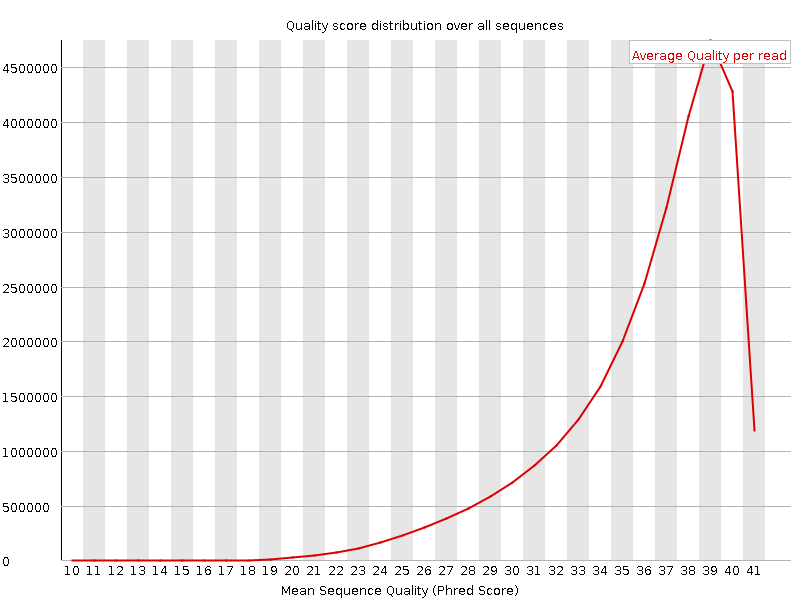 Quality score distribution over all sequences
Average Quality per read
4500000
4000000
3500000
3000000
2500000
2000000
1500000
1000000
500000
0
10 11 12 13 14 15 16 17 18 19 20 21 22 23 24 25 26 27 28 29 30 31 32 33 34 35 36 37 38 39 40 41
Mean Sequence Quality (Phred Score)